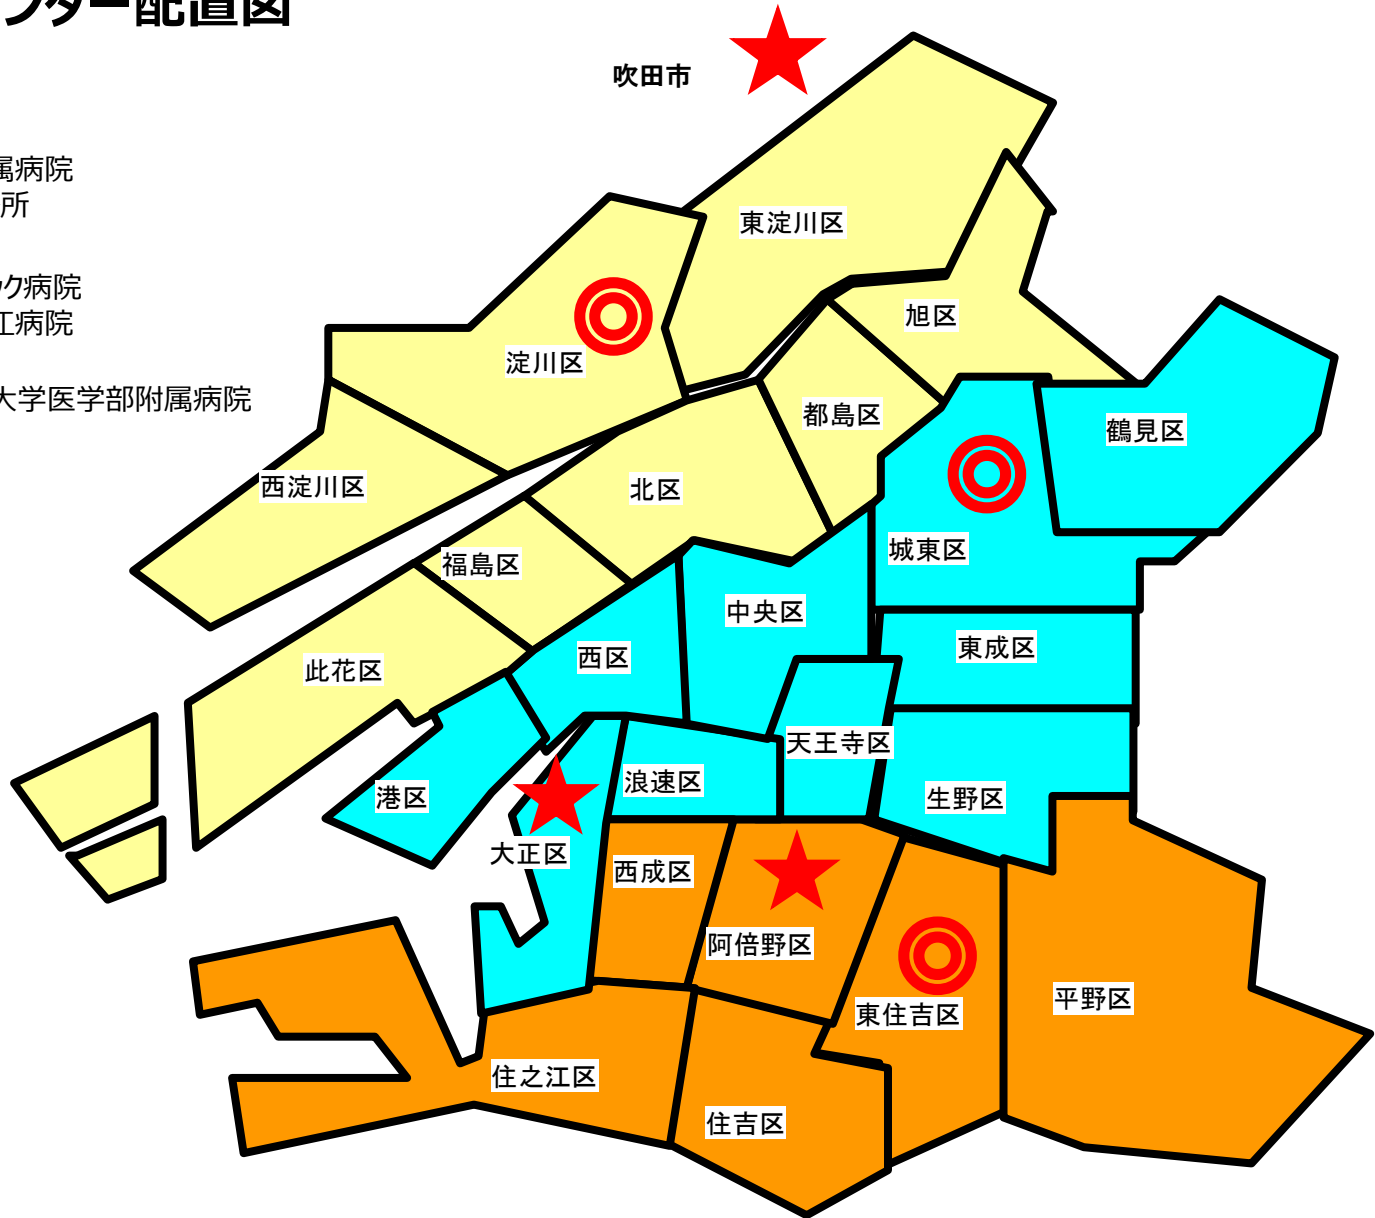 ンター配置図
吹田市
属病院
所
ック病院
江病院
大学医学部附属病院
東淀川区
旭区
淀川区
都島区
鶴見区
西淀川区
北区
城東区
福島区
中央区
東成区
西区
此花区
天王寺区
浪速区
港区
生野区
大正区
西成区
阿倍野区
平野区
東住吉区
住之江区
住吉区